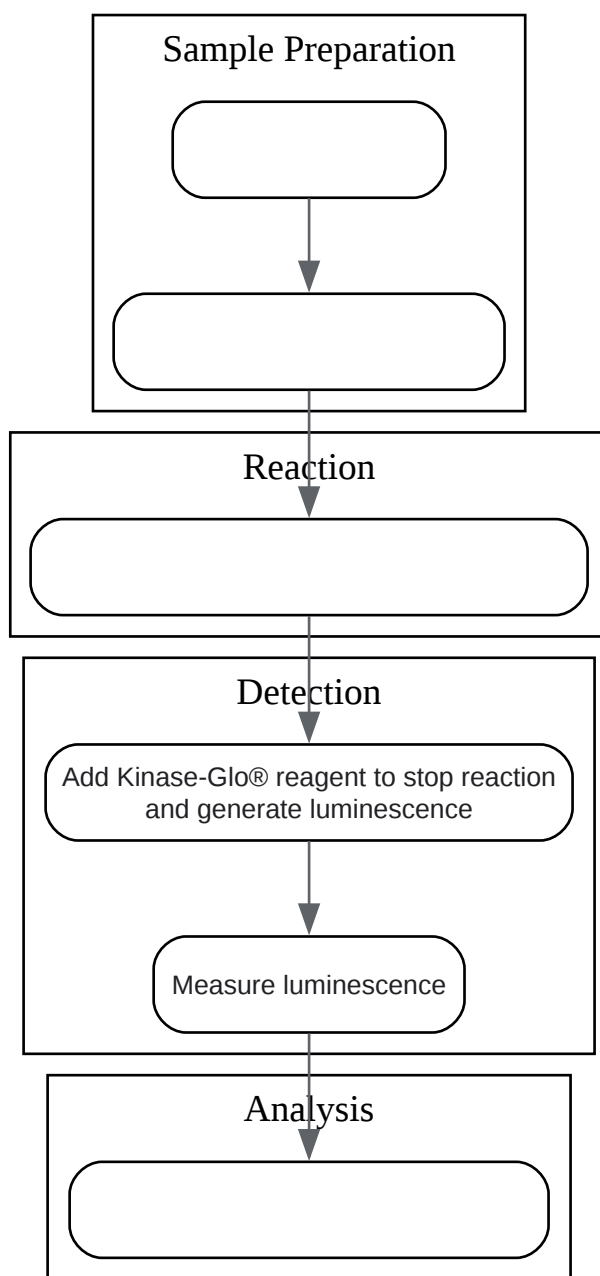 Sample Preparation
Reaction
Detection
Add Kinase-Glo® reagent to stop reaction
and generate luminescence
Measure luminescence
Analysis